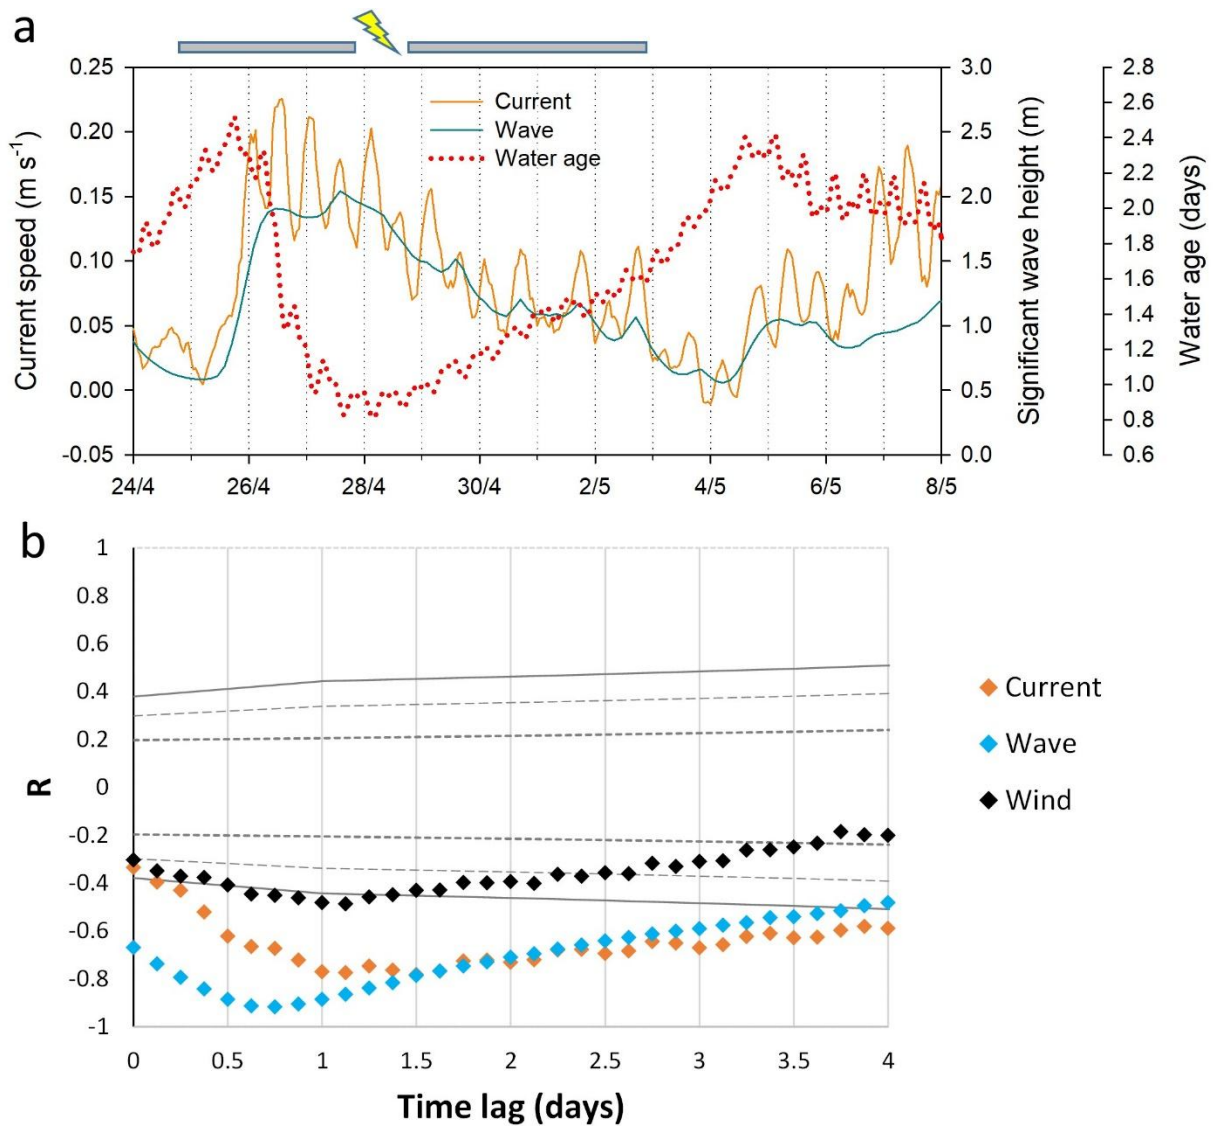 a
0.25
0.20
0.15
0.10
0.05
0.00
-0.05
Current speed (m s-1)
Current
Wave
Water age
3.0
2.5
2.0
1.5
1.0
0.5
0.0
Significant wave height (m)
2.8
2.6
2.4
2.2
2.0
1.8
1.6
1.4
1.2
1.0
0.8
0.6
Water age (days)
24/4 26/4 28/4 30/4 2/5 4/5 6/5 8/5
b
1
0.8
0.6
0.4
0.2
0
-0.2
-0.4
-0.6
-0.8
-1
R
Current
Wave
Wind
0 0.5 1 1.5 2 2.5 3 3.5 4
Time lag (days)